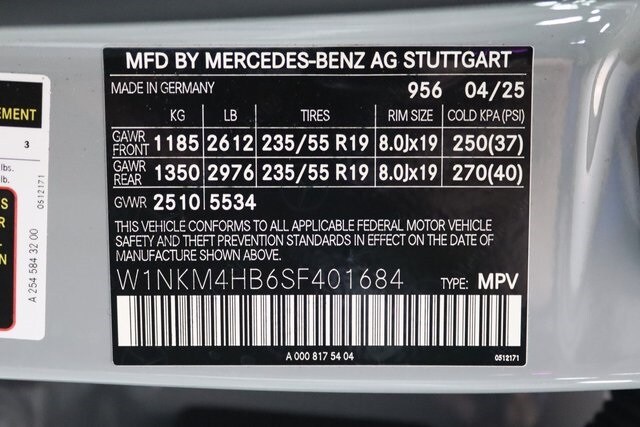 MFD BY MERCEDES-BENZ AG STUTTGART
MADE IN GERMANY 956 04/25
KG LB TIRES RIM SIZE COLD KPA (PSI)
GAWR FRONT 1185 2612 235/55 R19 8.0Jx19 250(37)
GAWR REAR 1350 2976 235/55 R19 8.0Jx19 270(40)
GVWR 2510 5534
THIS VEHICLE CONFORMS TO ALL APPLICABLE FEDERAL MOTOR VEHICLE
SAFETY AND THEFT PREVENTION STANDARDS IN EFFECT ON THE DATE OF
MANUFACTURE SHOWN ABOVE.
W1NKM4HB6SF401684 TYPE: MPV
A 000 817 54 04 0512171
EMENT
3
lbs.
lb.
0512171
A 254 584 32 00